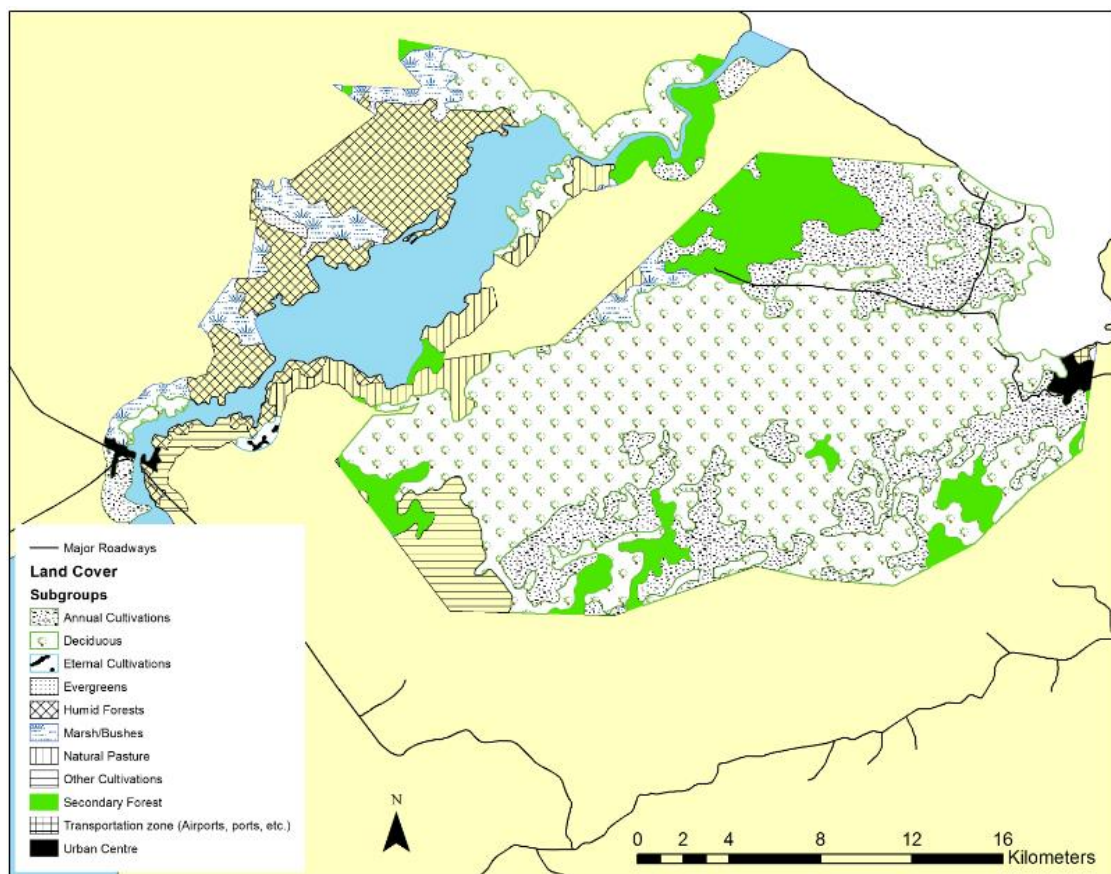 N
Major Roadways
Land Cover
Subgroups
Annual Cultivations
Deciduous
Eternal Cultivations
Evergreens
Humid Forests
Marsh/Bushes
Natural Pasture
Other Cultivations
Secondary Forest
Transportation zone (Airports, ports, etc.)
Urban Centre
0 2 4 8 12 16
Kilometers